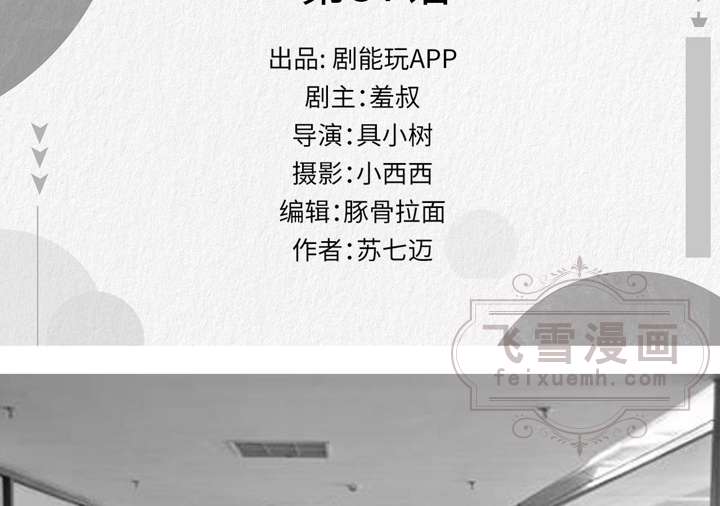 出品: 剧能玩APP
剧主:羞叔
导演:具小树
摄影:小西西
编辑:豚骨拉面
作者:苏七迈
飞雪漫画
feixuemh.com